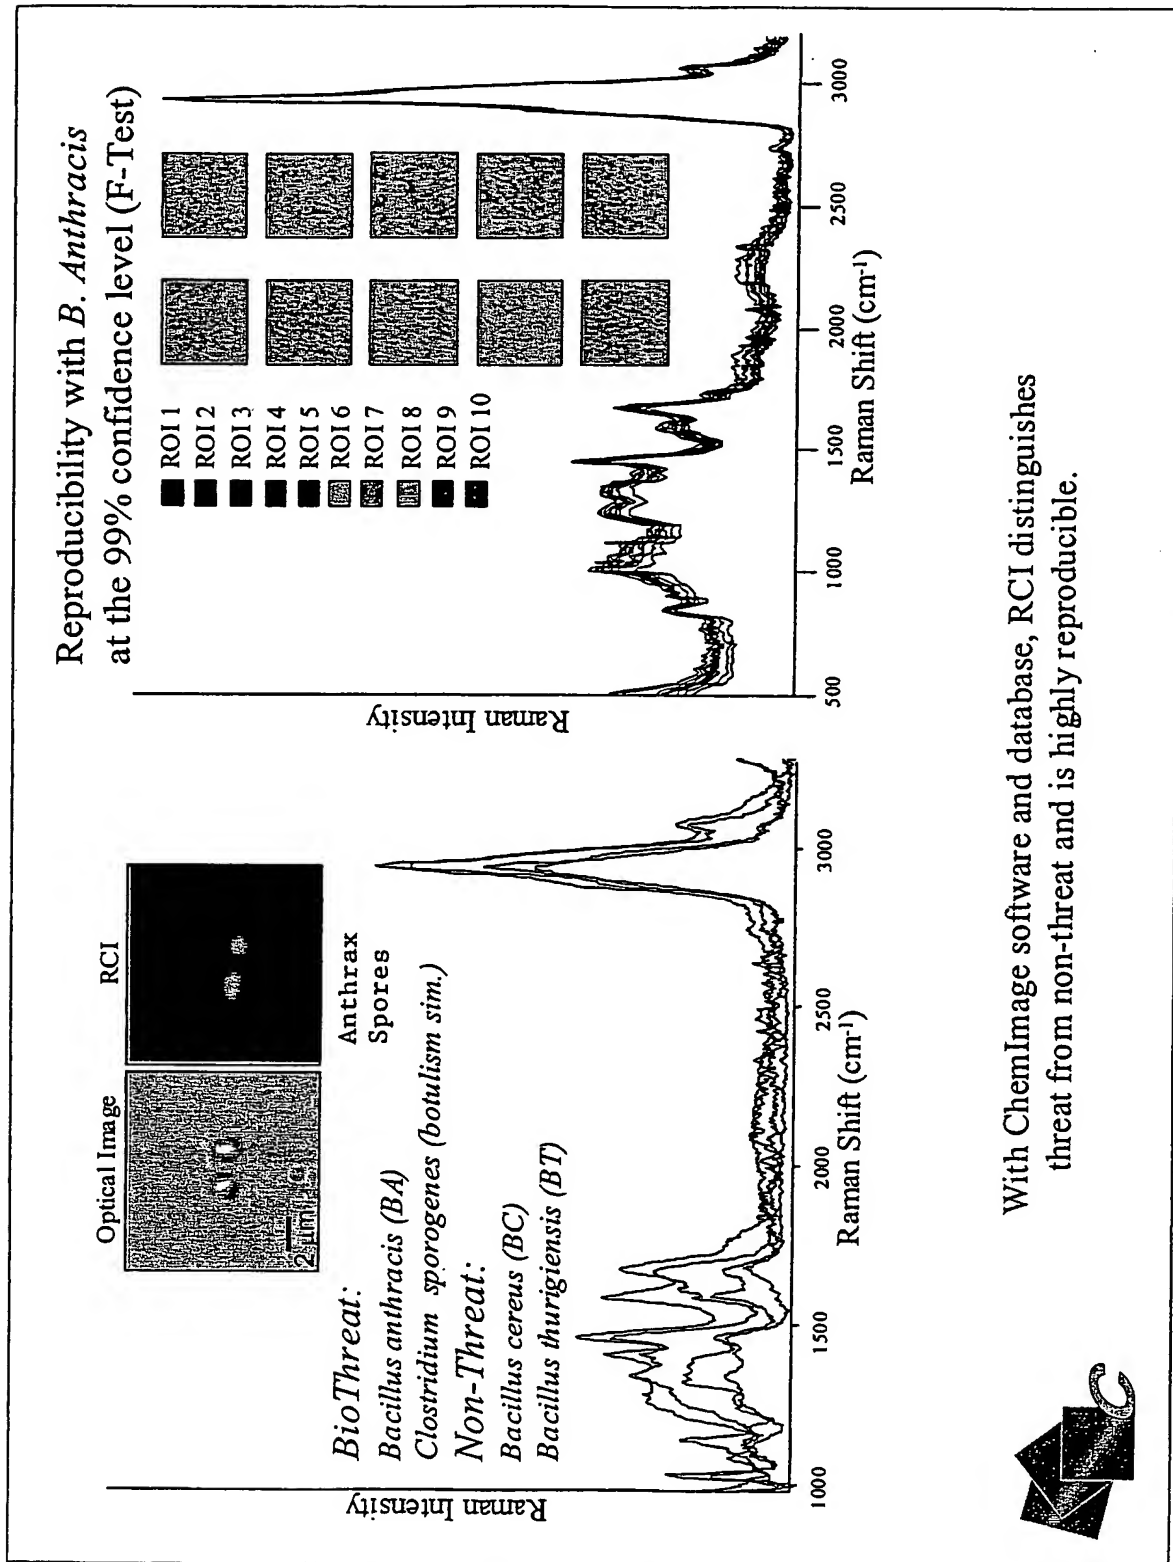 Optical Image
RCI
2 µm
Anthrax
Spores
BioThreat:
Bacillus anthracis (BA)
Clostridium sporogenes (botulism sim.)
Non-Threat:
Bacillus cereus (BC)
Bacillus thurigiensis (BT)
Raman Intensity
1000 1500 2000 2500 3000
Raman Shift (cm-1)
Reproducibility with B. Anthracis
at the 99% confidence level (F-Test)
ROI 1
ROI 2
ROI 3
ROI 4
ROI 5
ROI 6
ROI 7
ROI 8
ROI 9
ROI 10
Raman Intensity
500 1000 1500 2000 2500 3000
Raman Shift (cm-1)
With ChemImage software and database, RCI distinguishes
threat from non-threat and is highly reproducible.
C